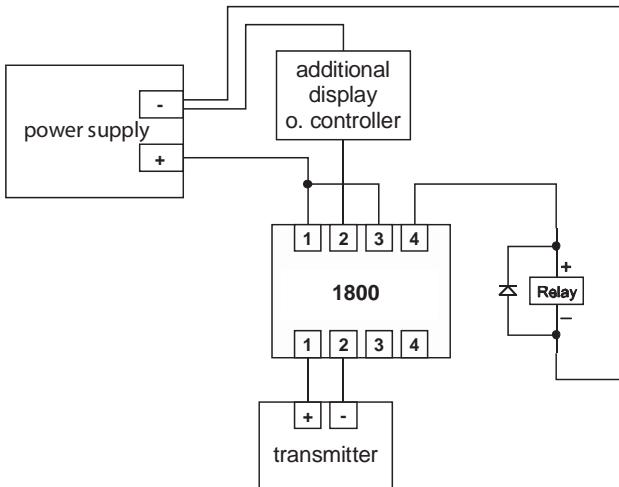 additional
display
o. controller
-
power supply
+
1 2 3 4
1800
+
Relay
–
1 2 3 4
+ -
transmitter